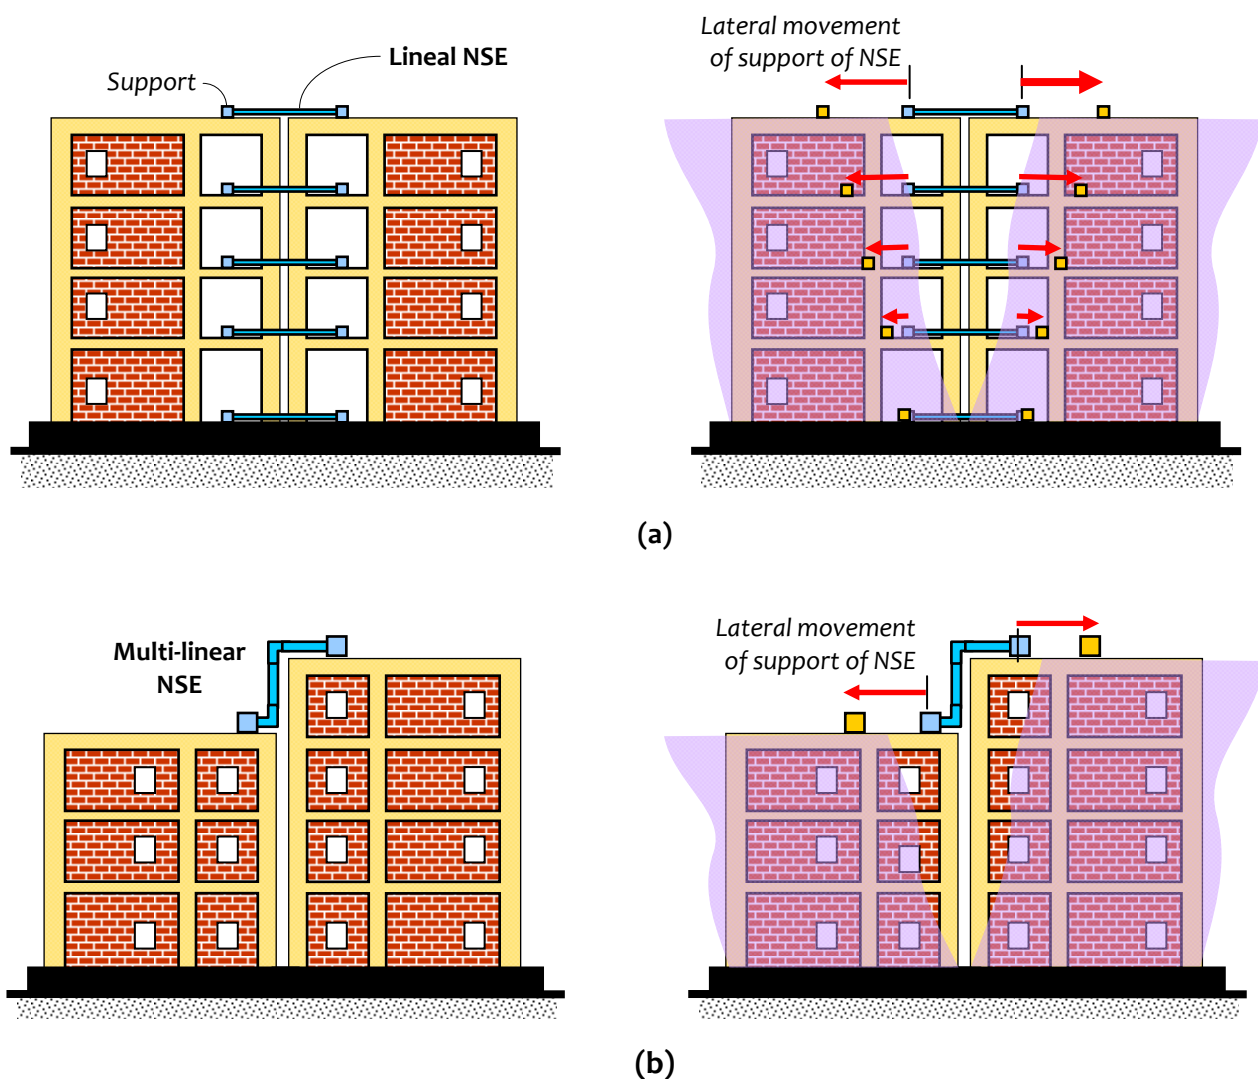 Support
Lineal NSE
Lateral movement
of support of NSE
(a)
Multi-linear
NSE
Lateral movement
of support of NSE
(b)